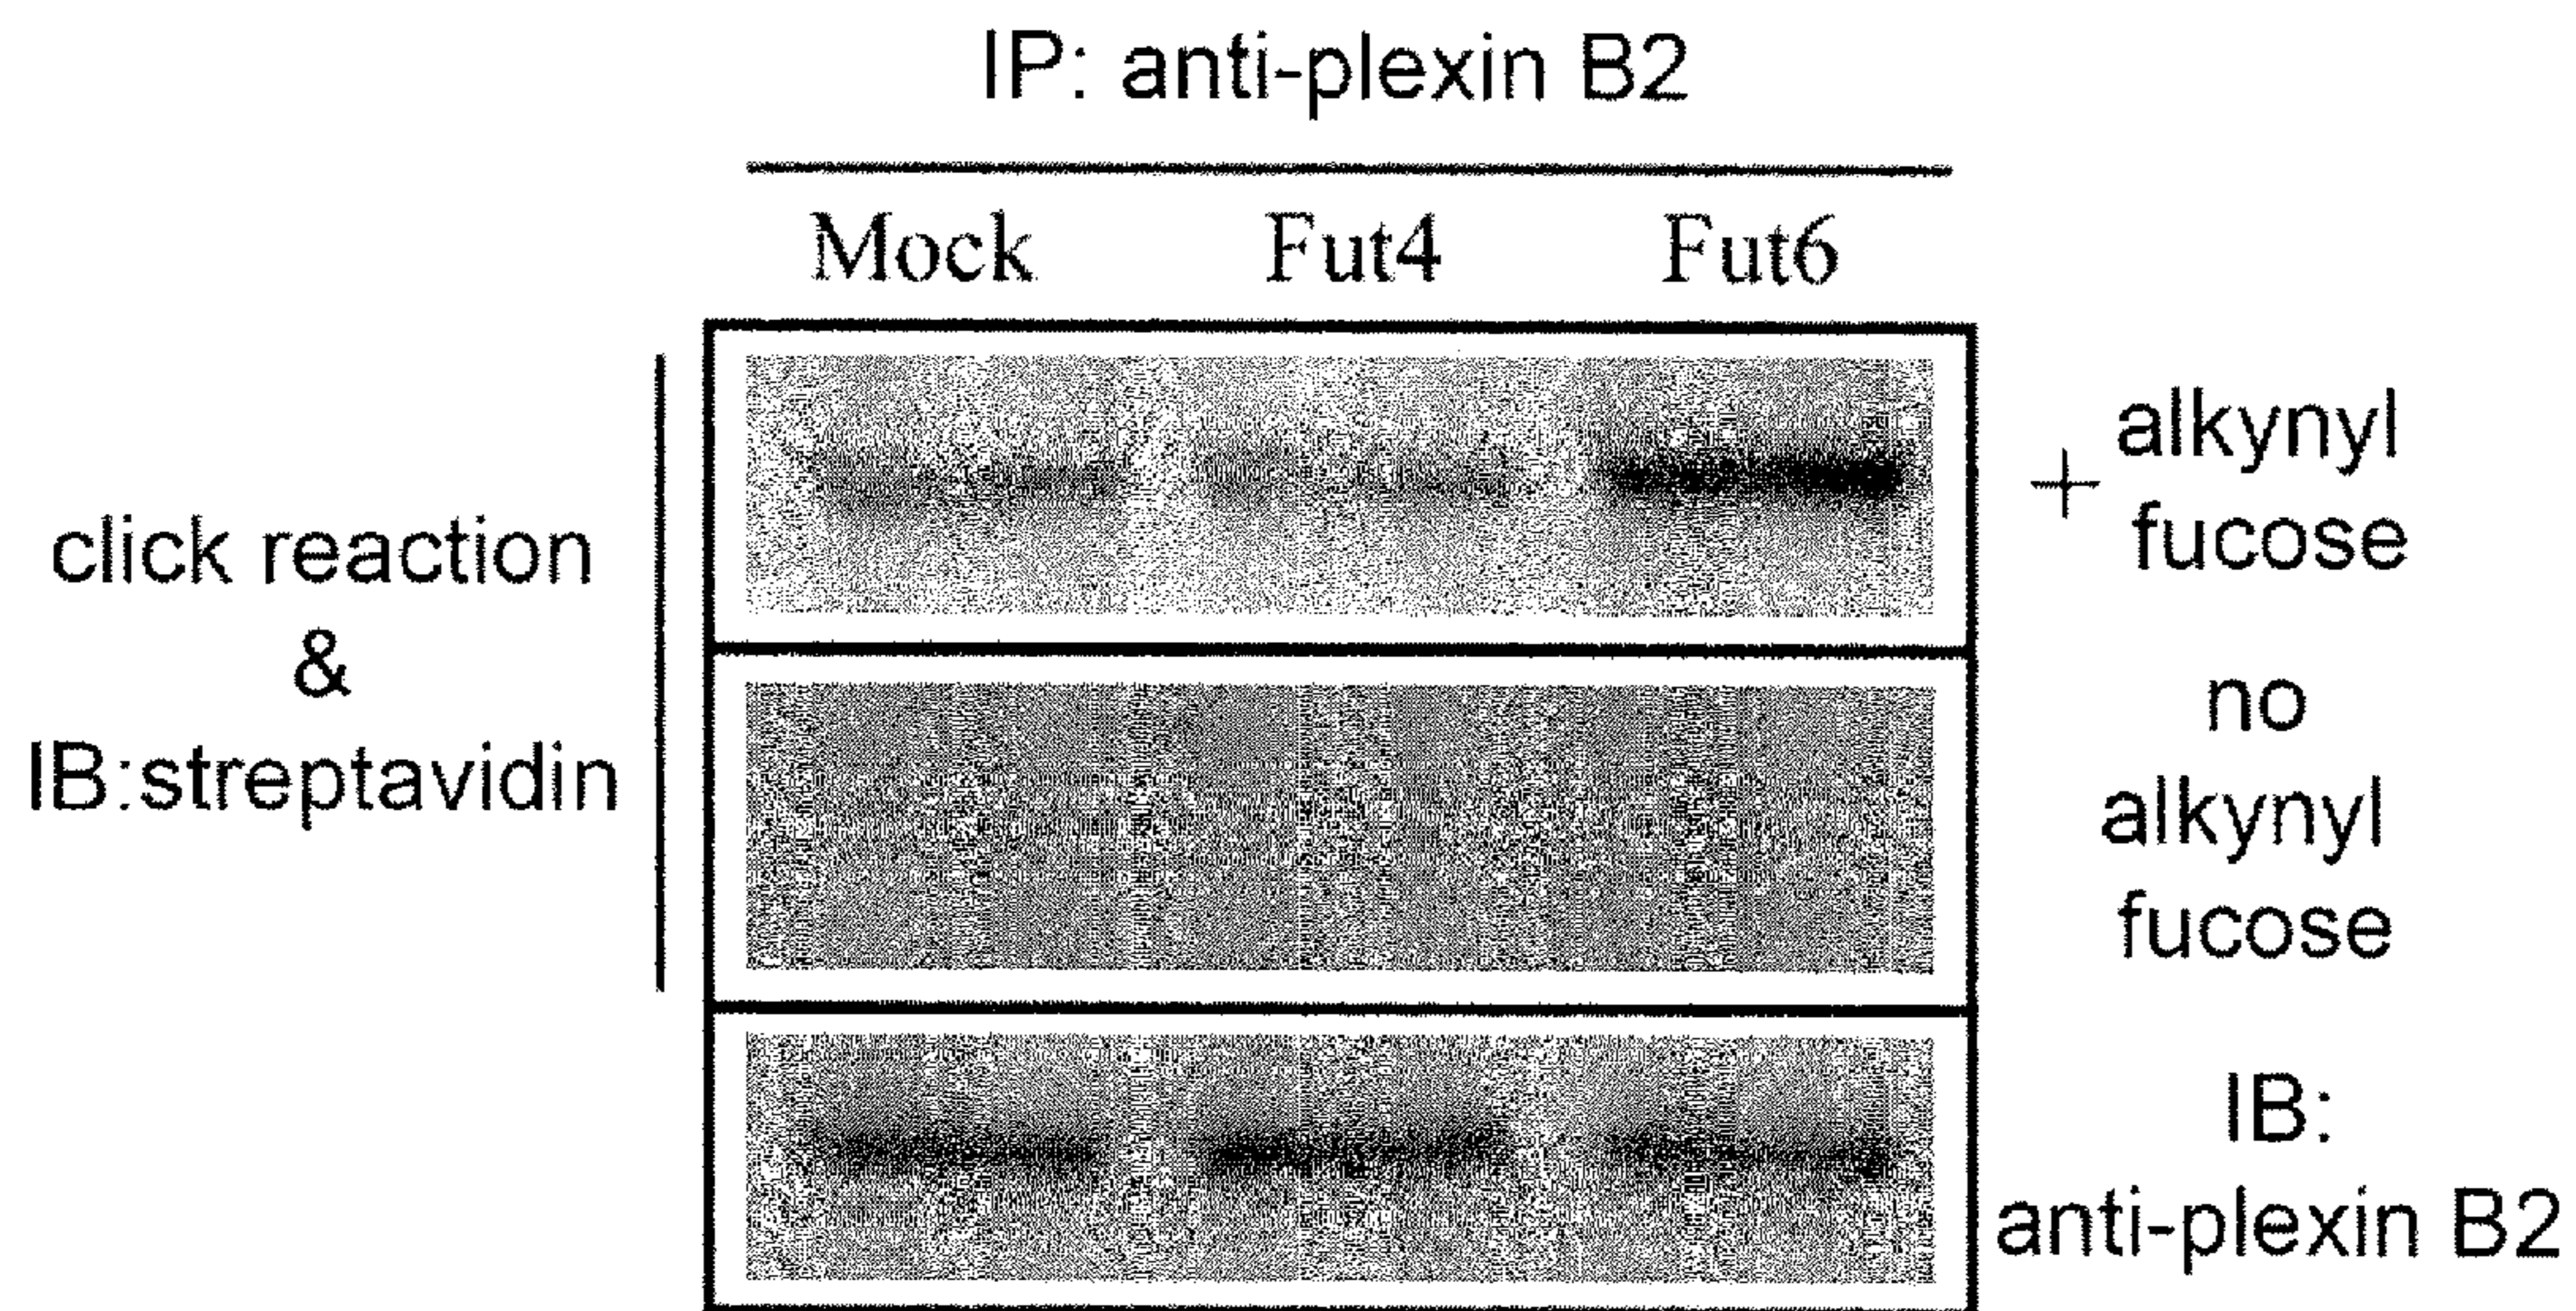 IP: anti-plexin B2
Mock Fut4 Fut6
click reaction
&
IB:streptavidin
+ alkynyl
fucose
no
alkynyl
fucose
IB:
anti-plexin B2